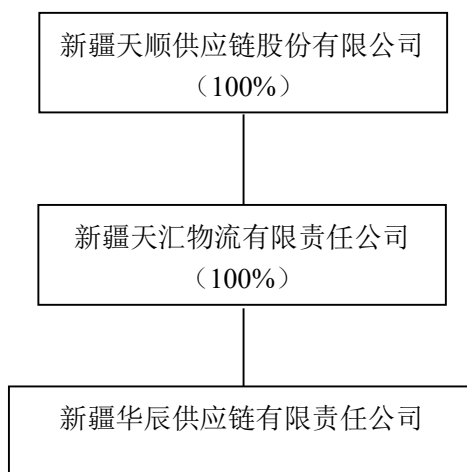 新疆天顺供应链股份有限公司
（100%）
新疆天汇物流有限责任公司
（100%）
新疆华辰供应链有限责任公司